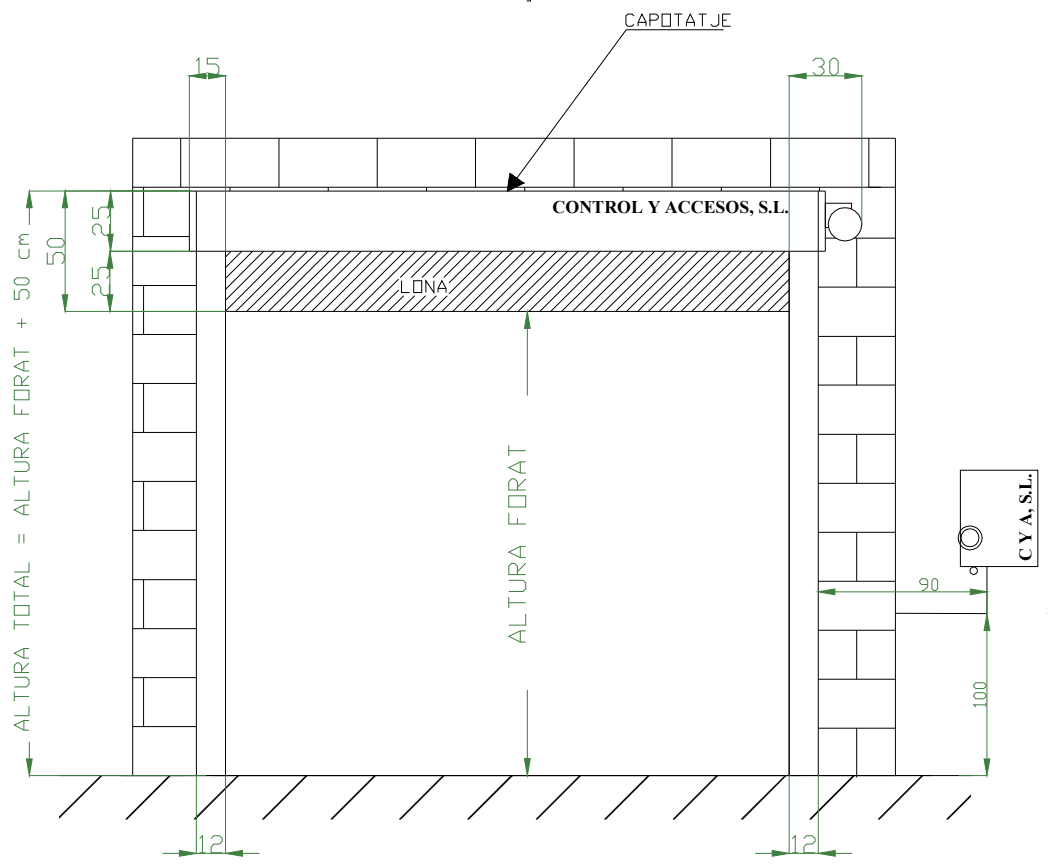 CAPOTATJE
15
30
CONTROL Y ACCESOS, S.L.
25
50
25
LONA
ALTURA TOTAL = ALTURA FORAT + 50 cm
ALTURA FORAT
C Y A, S.L.
90
100
12
12